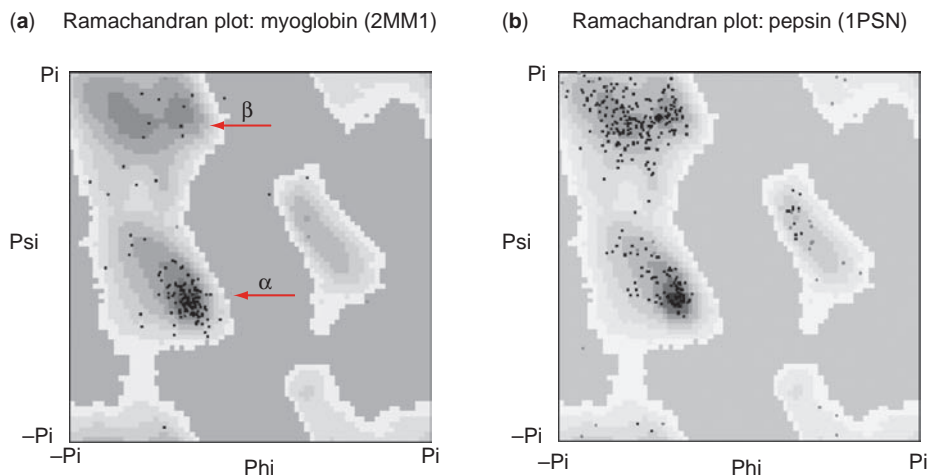 (a) Ramachandran plot: myoglobin (2MM1)
Pi
β
Psi
α
–Pi
–Pi Phi Pi
(b) Ramachandran plot: pepsin (1PSN)
Pi
Psi
–Pi
–Pi Phi Pi